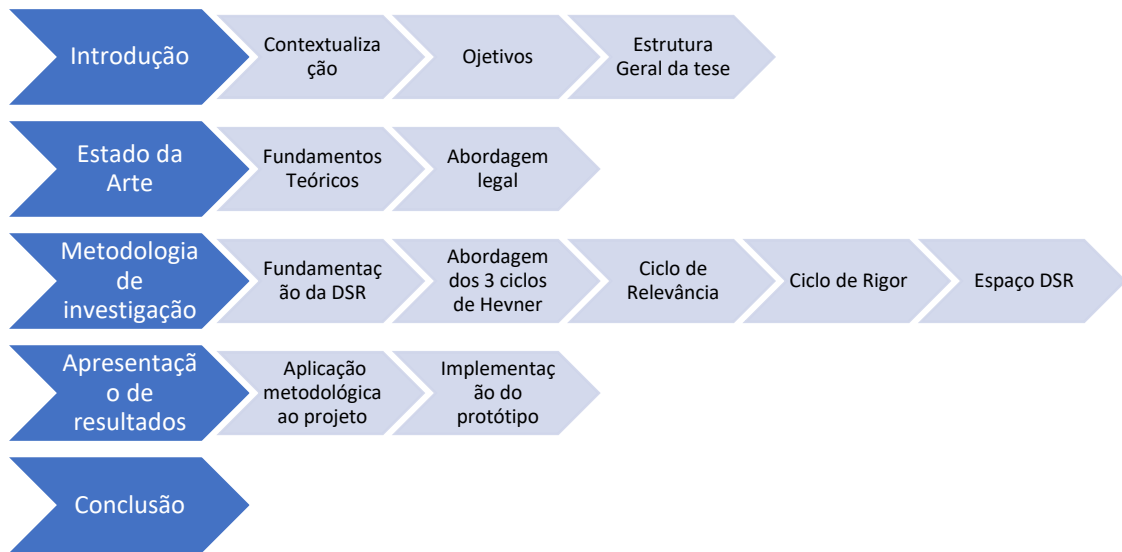 Introdução
Contextualiza
ção
Ojetivos
Estrutura
Geral da tese
Estado da
Arte
Fundamentos
Teóricos
Abordagem
legal
Metodologia
de
investigação
Fundamentaç
ão da DSR
Abordagem
dos 3 ciclos
de Hevner
Ciclo de
Relevância
Ciclo de Rigor
Espaço DSR
Apresentaçã
o de
resultados
Aplicação
metodológica
ao projeto
Implementaç
ão do
protótipo
Conclusão